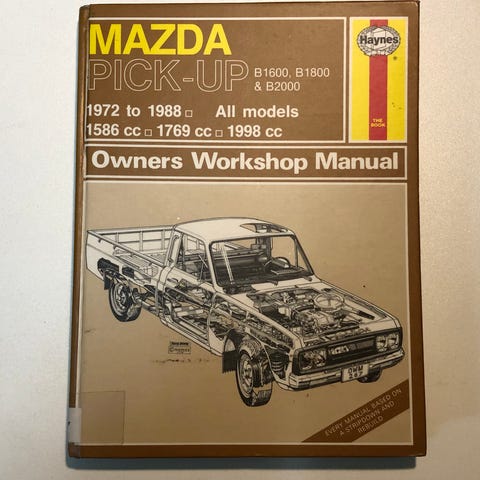 MAZDA
Haynes
®
PICK-UP B1600, B1800
& B2000
1972 to 1988 □ All models
THE
BOOK
1586 cc □ 1769 cc □ 1998 cc
Owners Workshop Manual
EVERY MANUAL BASED ON
A STRIPDOWN AND
REBUILD